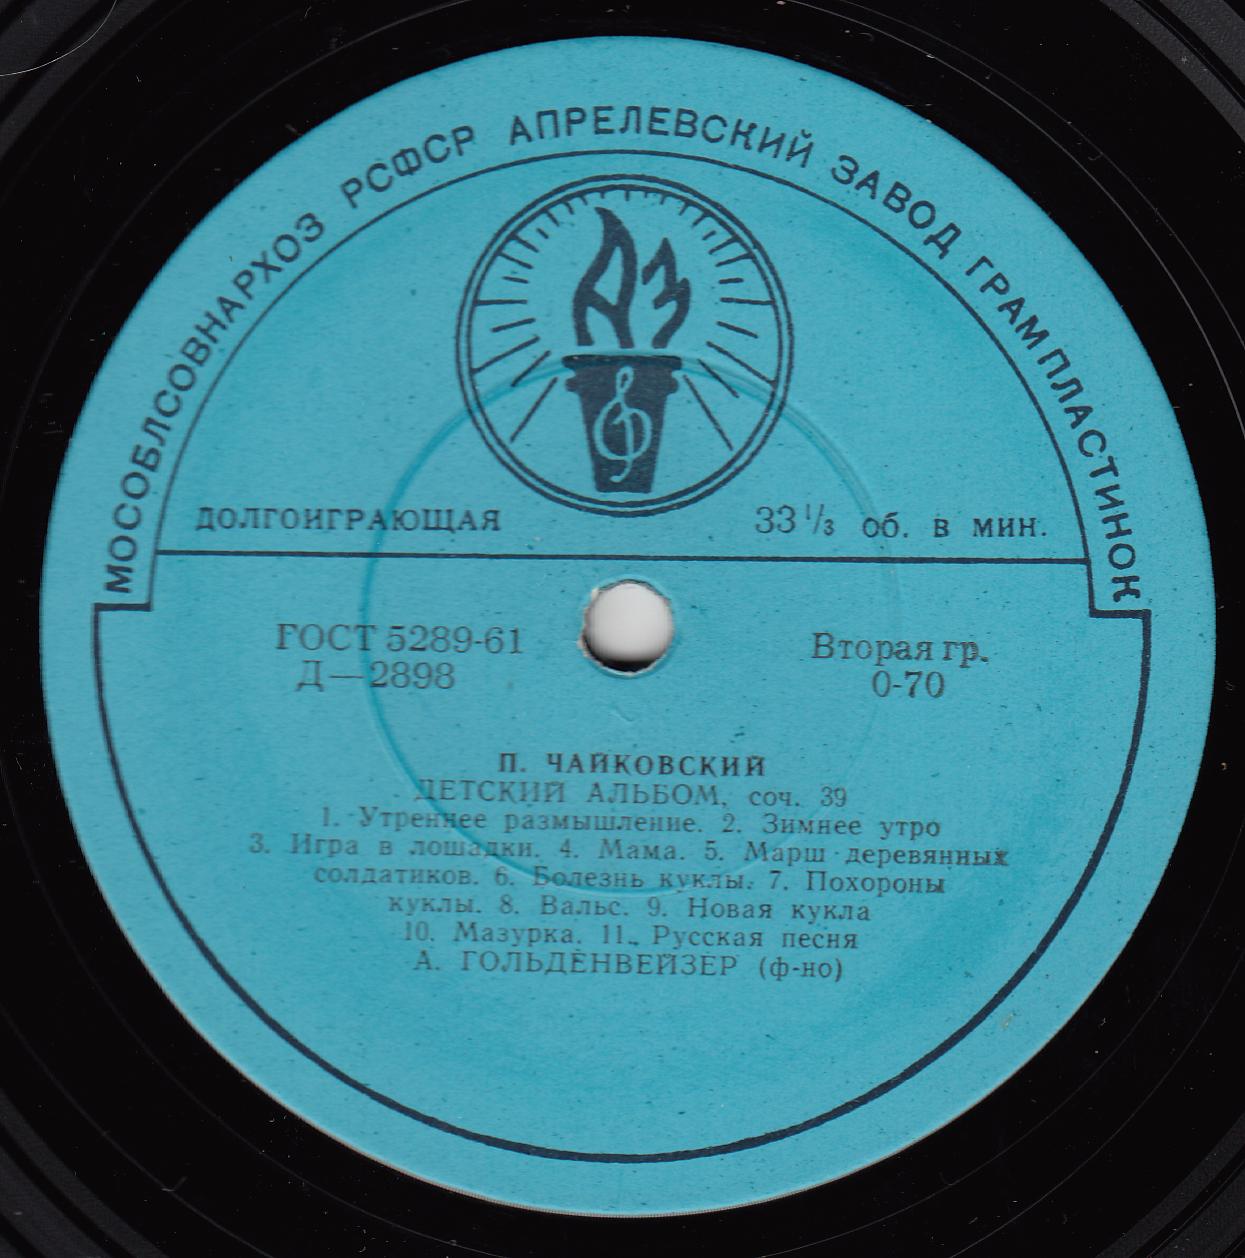 МОСОБЛСОВНАРХОЗ РСФСР АПРЕЛЕВСКИЙ ЗАВОД ГРАМПЛАСТИНОК
АЗ
ДОЛГОИГРАЮЩАЯ 33⅓ об. в мин.
ГОСТ 5289-61 Вторая гр.
Д—2898 0-70
П. ЧАЙКОВСКИЙ
ДЕТСКИЙ АЛЬБОМ, соч. 39
1. Утреннее размышление. 2. Зимнее утро
3. Игра в лошадки. 4. Мама. 5. Марш деревянных
солдатиков. 6. Болезнь куклы. 7. Похороны
куклы. 8. Вальс. 9. Новая кукла
10. Мазурка. 11. Русская песня
А. ГОЛЬДЕНВЕЙЗЕР (ф-но)